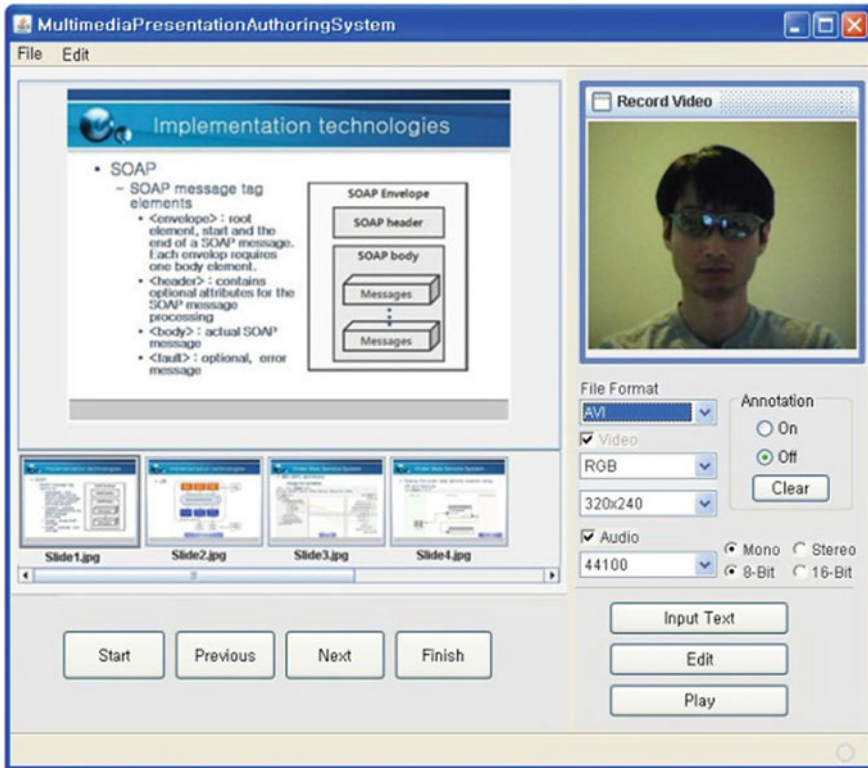 MultimediaPresentationAuthoringSystem
File Edit
Implementation technologies
• SOAP
– SOAP message tag
elements
• <envelope> : root
element, start and the
end of a SOAP message.
Each envelop requires
one body element.
• <header> : contains
optional attributes for the
SOAP message
processing
• <body> : actual SOAP
message
• <fault> : optional, error
message
SOAP Envelope
SOAP header
SOAP body
Messages
Messages
Slide1.jpg
Slide2.jpg
Slide3.jpg
Slide4.jpg
Start
Previous
Next
Finish
Record Video
File Format
AVI
Video
RGB
320x240
Annotation
On
Off
Clear
Audio
44100
Mono Stereo
8-Bit 16-Bit
Input Text
Edit
Play